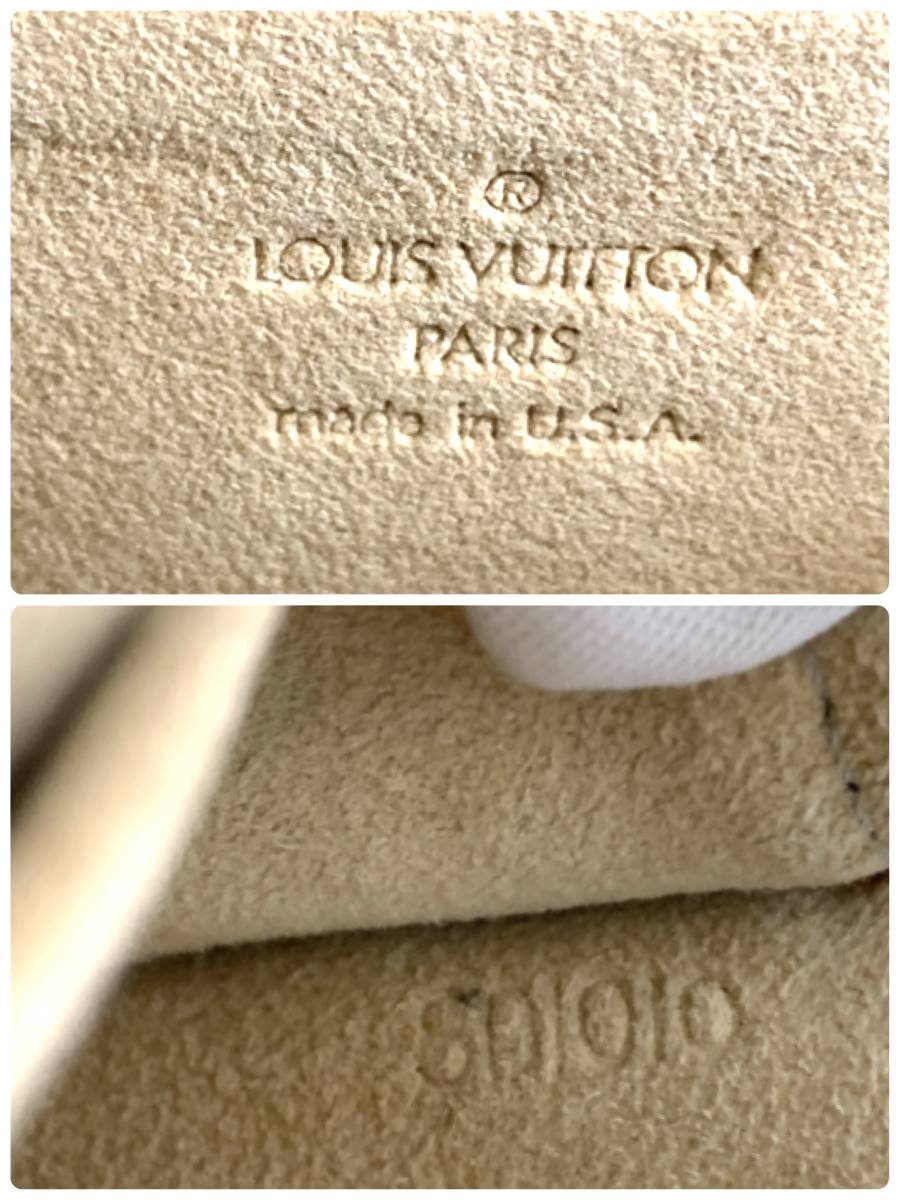 ®
LOUIS VUITTON
PARIS
made in U.S.A.
SD1010